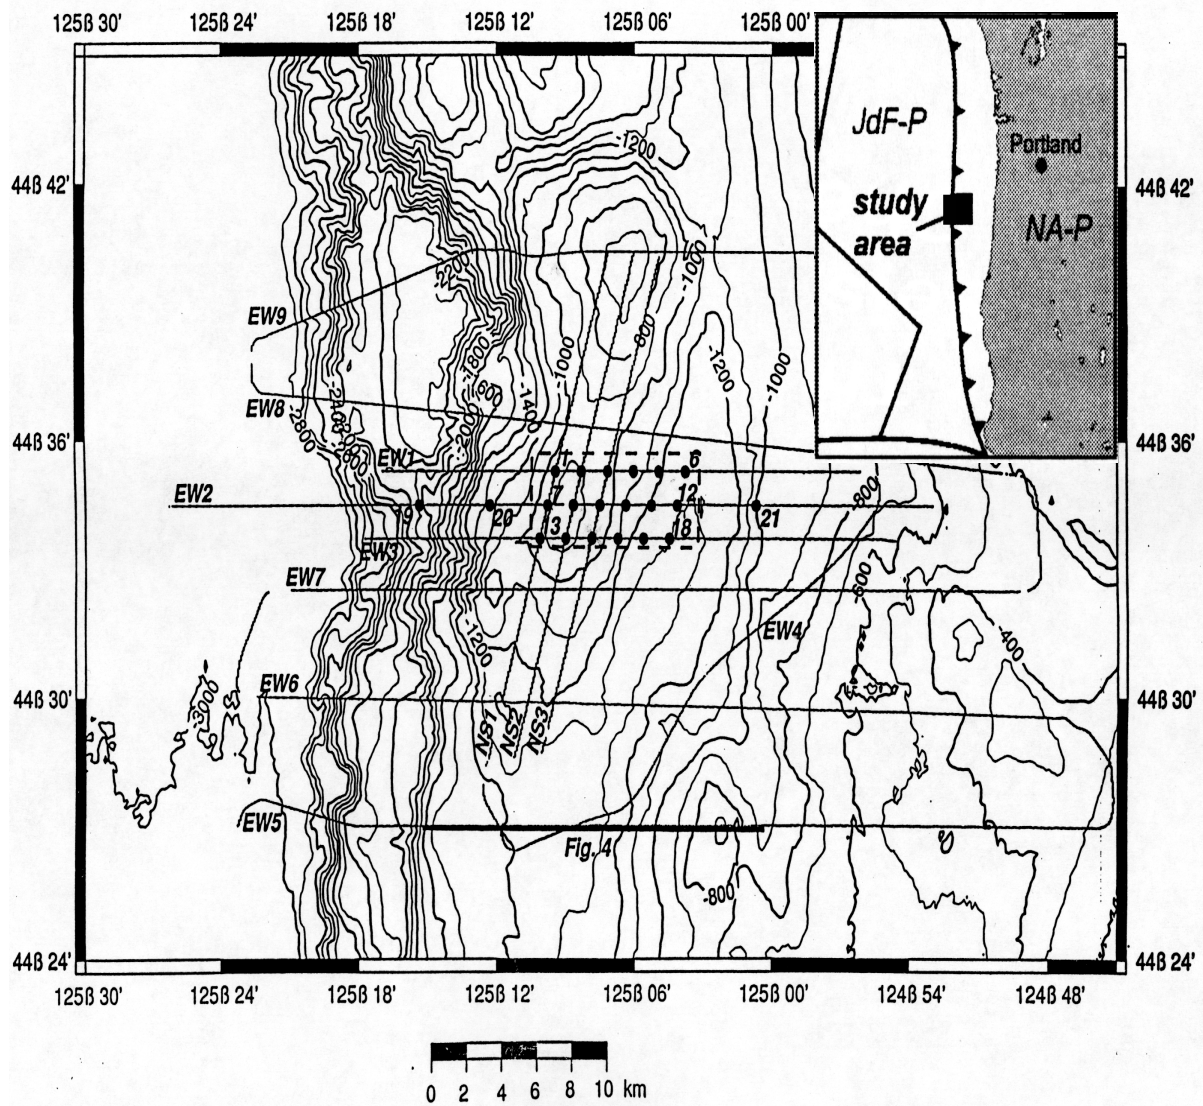 125ß 30' 125ß 24' 125ß 18' 125ß 12' 125ß 06' 125ß 00'
JdF-P
Portland
study
area
NA-P
-1200
44ß 42' 44ß 42'
-2200
-1000
EW9
-800
-1800
-1000
-1200
-1000
-1400
EW8
-2000
44ß 36' 44ß 36'
EW1
6
-800
EW2
7 12
19 20 21
3 18
EW3
EW7
-600
EW4
-400
-1200
EW6
44ß 30' 44ß 30'
-3000
NS1 NS2 NS3
EW5
Fig. 4
-800
44ß 24' 44ß 24'
125ß 30' 125ß 24' 125ß 18' 125ß 12' 125ß 06' 125ß 00' 124ß 54' 124ß 48'
0 2 4 6 8 10 km